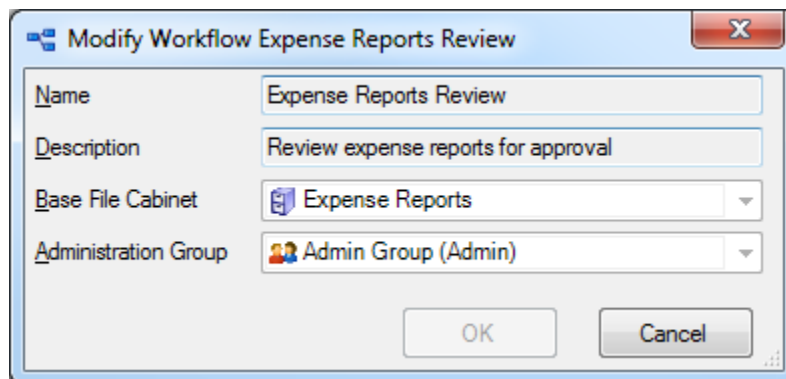 Modify Workflow Expense Reports Review
Name Expense Reports Review
Description Review expense reports for approval
Base File Cabinet Expense Reports
Administration Group Admin Group (Admin)
OK Cancel